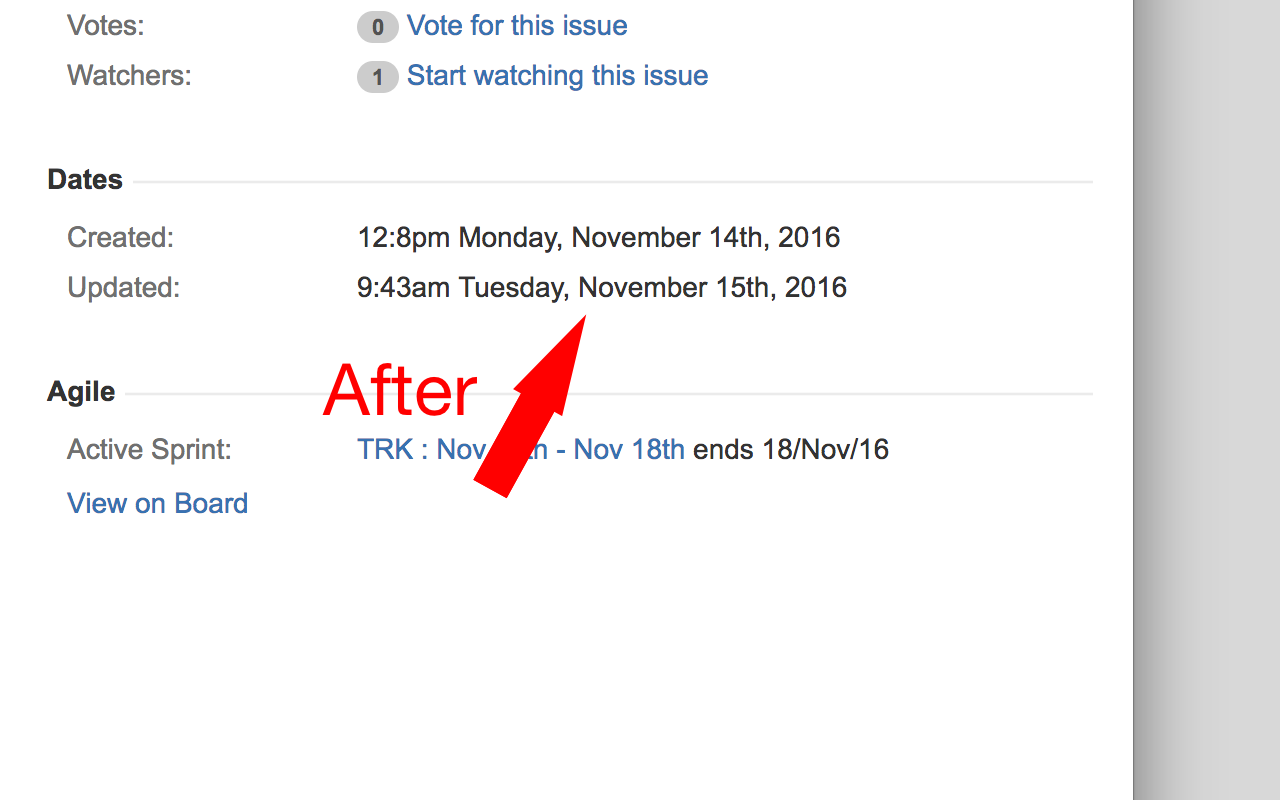 Votes: 0 Vote for this issue
Watchers: 1 Start watching this issue
Dates
Created: 12:8pm Monday, November 14th, 2016
Updated: 9:43am Tuesday, November 15th, 2016
After
Agile
Active Sprint: TRK : Nov - Nov 18th ends 18/Nov/16
View on Board